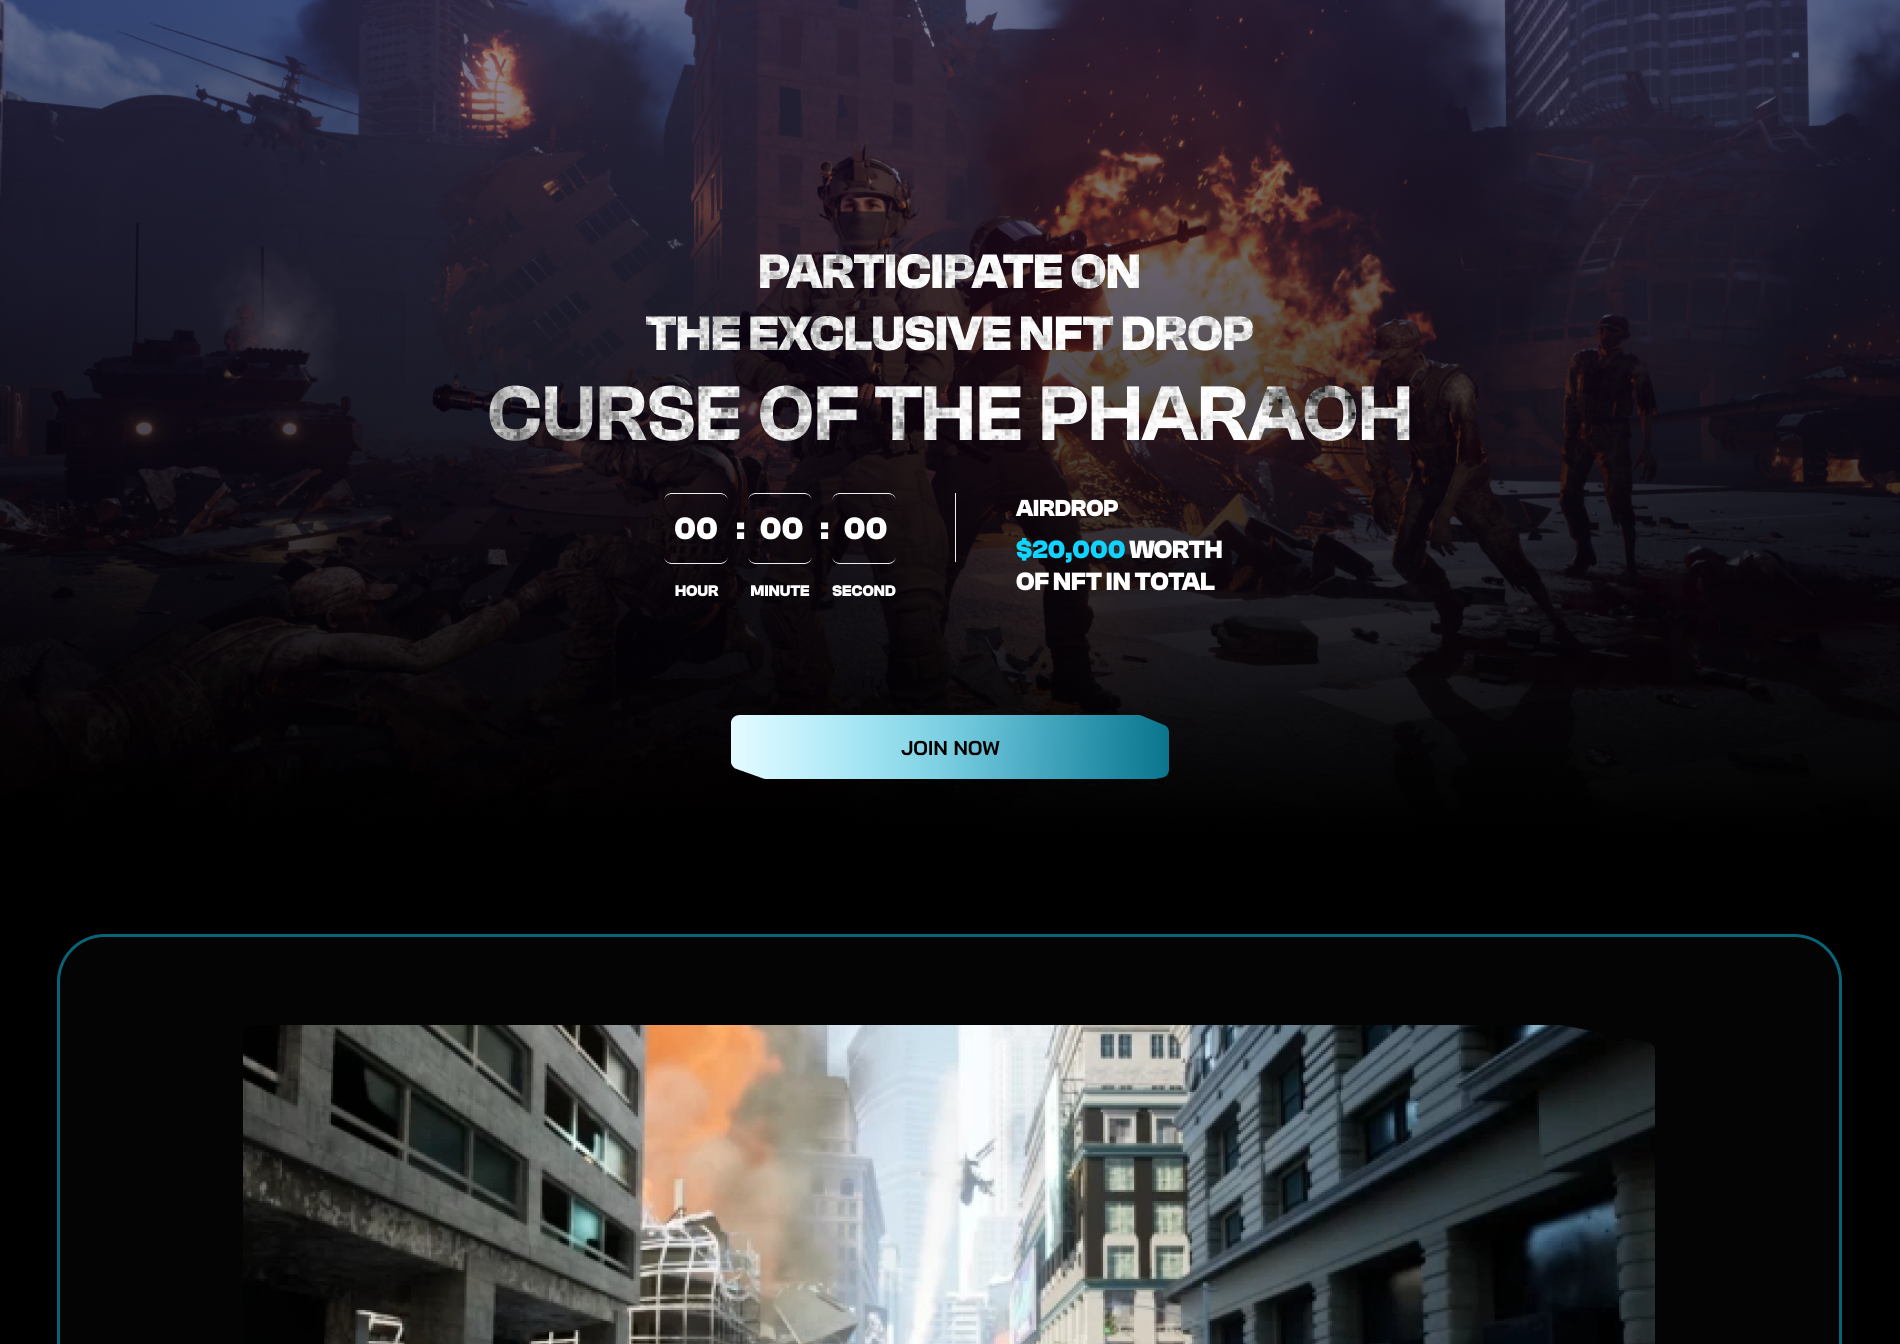 PARTICIPATE ON
THE EXCLUSIVE NFT DROP
CURSE OF THE PHARAOH
00 : 00 : 00
HOUR MINUTE SECOND
AIRDROP
$20,000 WORTH
OF NFT IN TOTAL
JOIN NOW